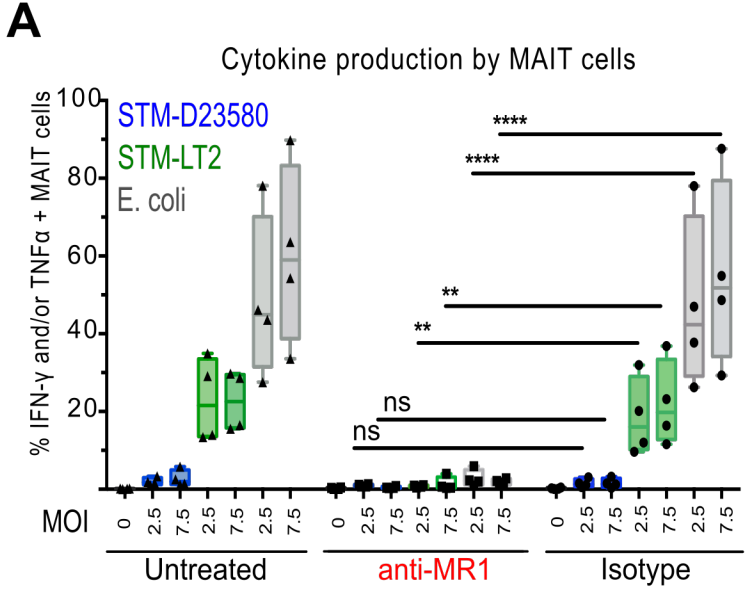 A
Cytokine production by MAIT cells
% IFN-γ and/or TNFα + MAIT cells
100
80
60
40
20
STM-D23580
STM-LT2
E. coli
****
****
**
**
ns
ns
MOI
0 2.5 7.5 2.5 7.5 2.5 7.5 0 2.5 7.5 2.5 7.5 2.5 7.5 0 2.5 7.5 2.5 7.5 2.5 7.5
Untreated anti-MR1 Isotype